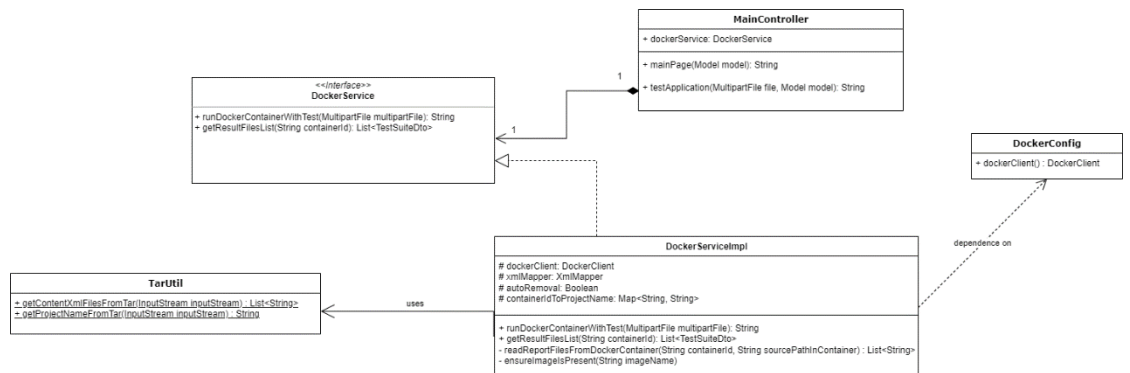 MainController
+ dockerService: DockerService
+ mainPage(Model model): String
+ testApplication(MultipartFile file, Model model): String
1
<<Interface>>
DockerService
+ runDockerContainerWithTest(MultipartFile multipartFile): String
+ getResultFilesList(String containerId): List<TestSuiteDto>
1
DockerConfig
+ dockerClient() : DockerClient
dependence on
DockerServiceImpl
# dockerClient: DockerClient
# xmlMapper: XmlMapper
# autoRemoval: Boolean
# containerIdToProjectName: Map<String, String>
+ runDockerContainerWithTest(MultipartFile multipartFile): String
+ getResultFilesList(String containerId): List<TestSuiteDto>
- readReportFilesFromDockerContainer(String containerId, String sourcePathInContainer) : List<String>
- ensureImageIsPresent(String imageName)
uses
TarUtil
+ getContentXmlFilesFromTar(InputStream inputStream) : List<String>
+ getProjectNameFromTar(InputStream inputStream) : String